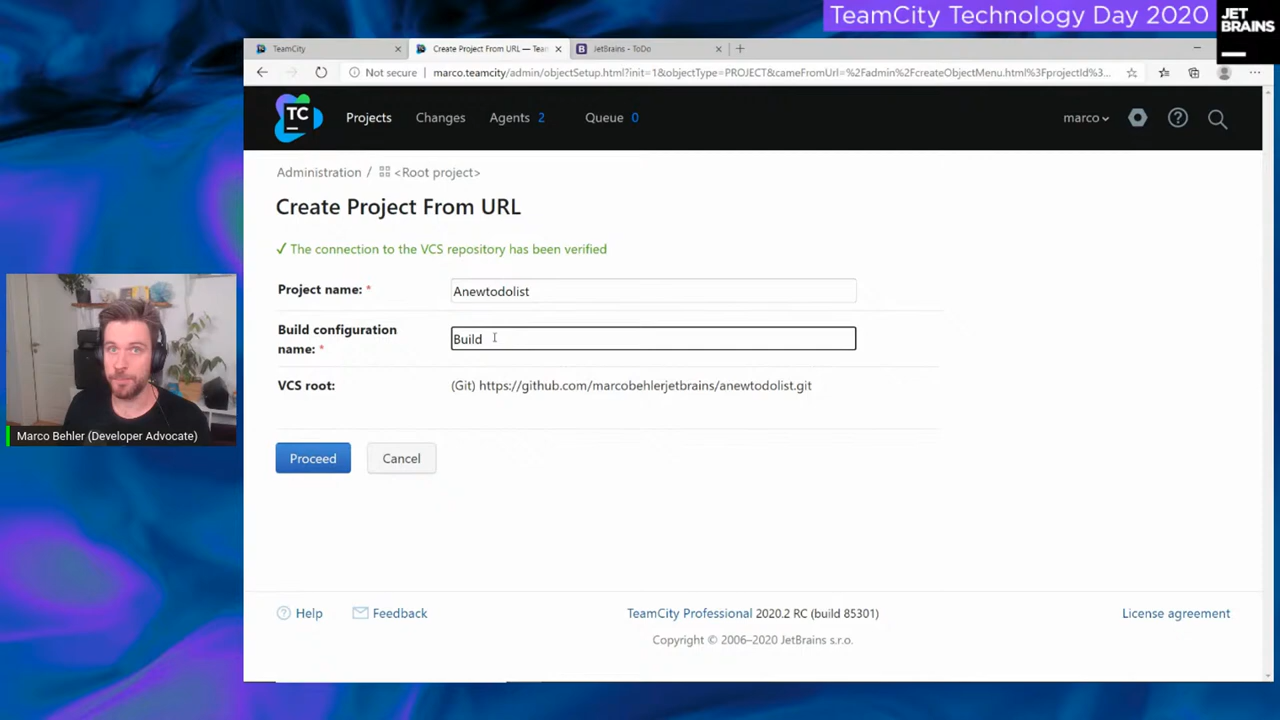 TeamCity Technology Day 2020
JET
BRAINS
TeamCity
Create Project From URL — Tean
JetBrains - ToDo
Not secure
marco.teamcity/admin/objectSetup.html?init=1&objectType=PROJECT&cameFromUrl=%2Fadmin%2FcreateObjectMenu.html%3FprojectId%3...
TC
Projects
Changes
Agents 2
Queue 0
marco
Administration / <Root project>
Create Project From URL
The connection to the VCS repository has been verified
Project name: *
Anewtodolist
Build configuration
name: *
Build
VCS root:
(Git) https://github.com/marcobehlerjetbrains/anewtodolist.git
Proceed
Cancel
Marco Behler (Developer Advocate)
Help
Feedback
TeamCity Professional 2020.2 RC (build 85301)
License agreement
Copyright © 2006–2020 JetBrains s.r.o.